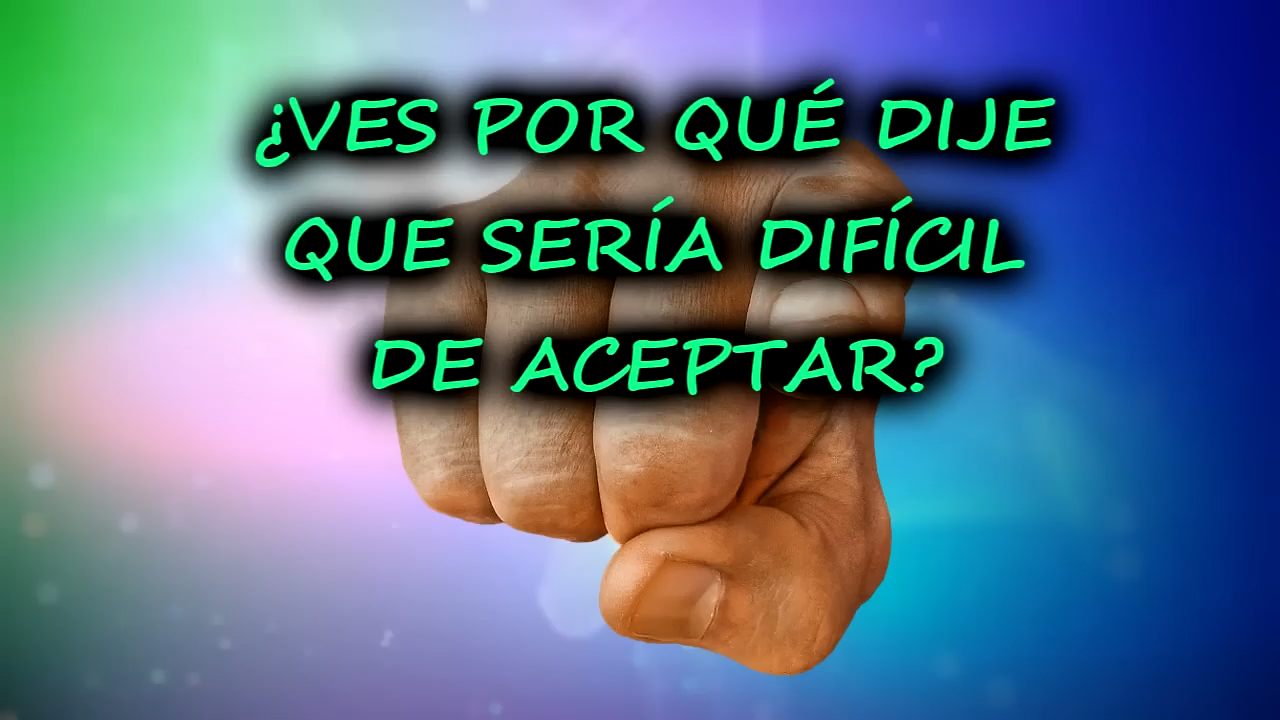 ¿VES POR QUÉ DIJE
QUE SERÍA DIFÍCIL
DE ACEPTAR?